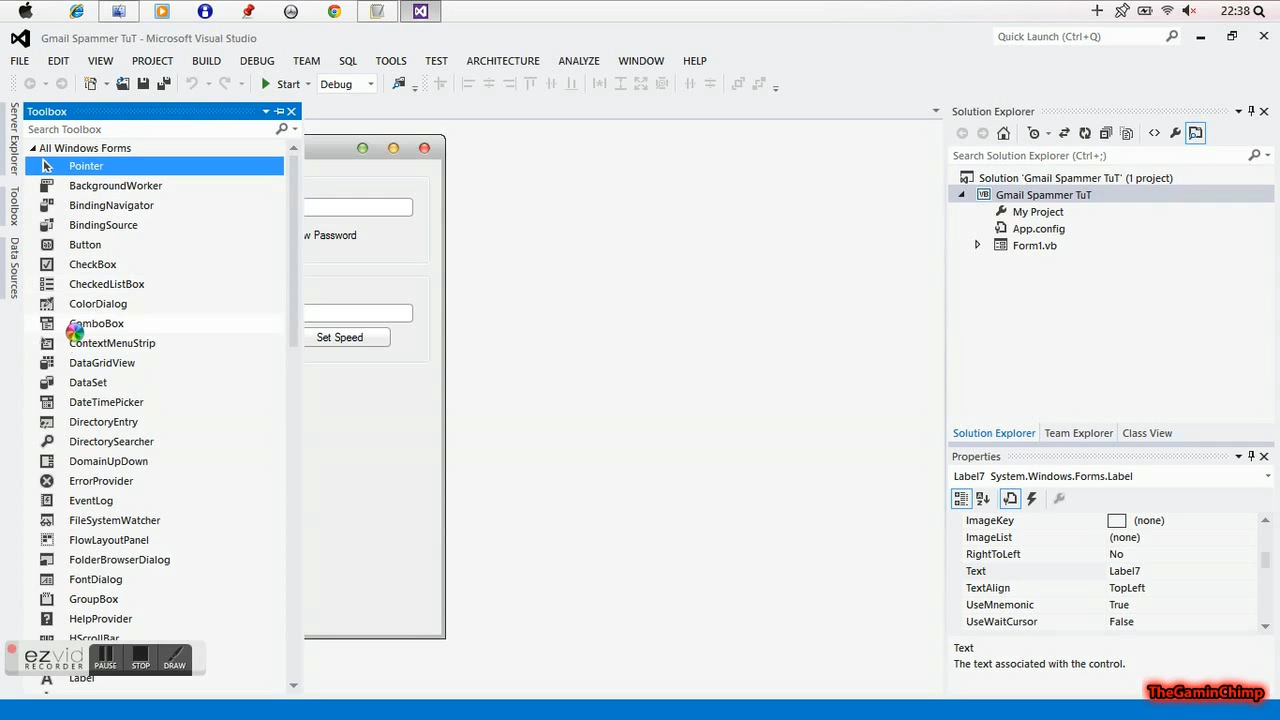 22:38
Gmail Spammer TuT - Microsoft Visual Studio
Quick Launch (Ctrl+Q)
FILE EDIT VIEW PROJECT BUILD DEBUG TEAM SQL TOOLS TEST ARCHITECTURE ANALYZE WINDOW HELP
Start Debug
Server Explorer
Toolbox
Data Sources
Toolbox
Search Toolbox
All Windows Forms
Pointer
BackgroundWorker
BindingNavigator
BindingSource
Button
CheckBox
CheckedListBox
ColorDialog
ComboBox
ContextMenuStrip
DataGridView
DataSet
DateTimePicker
DirectoryEntry
DirectorySearcher
DomainUpDown
ErrorProvider
EventLog
FileSystemWatcher
FlowLayoutPanel
FolderBrowserDialog
FontDialog
GroupBox
HelpProvider
HScrollBar
Label
w Password
Set Speed
ezvid
RECORDER
PAUSE STOP DRAW
Solution Explorer
Search Solution Explorer (Ctrl+;)
Solution 'Gmail Spammer TuT' (1 project)
VB Gmail Spammer TuT
My Project
App.config
Form1.vb
Solution Explorer Team Explorer Class View
Properties
Label7 System.Windows.Forms.Label
ImageKey (none)
ImageList (none)
RightToLeft No
Text Label7
TextAlign TopLeft
UseMnemonic True
UseWaitCursor False
Text
The text associated with the control.
TheGaminChimp